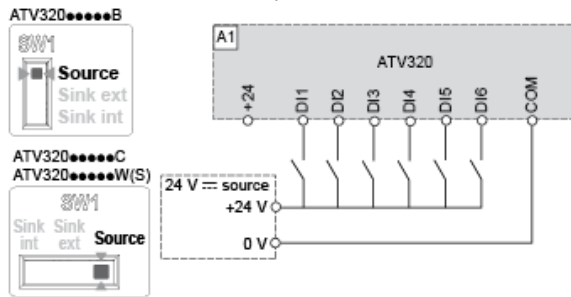 ATV320●●●●●B
SW1
Source
Sink ext
Sink int
ATV320●●●●●C
ATV320●●●●●W(S)
SW1
Sink int
Sink ext
Source
A1
ATV320
+24
DI1
DI2
DI3
DI4
DI5
DI6
COM
24 V ⎓ source
+24 V
0 V